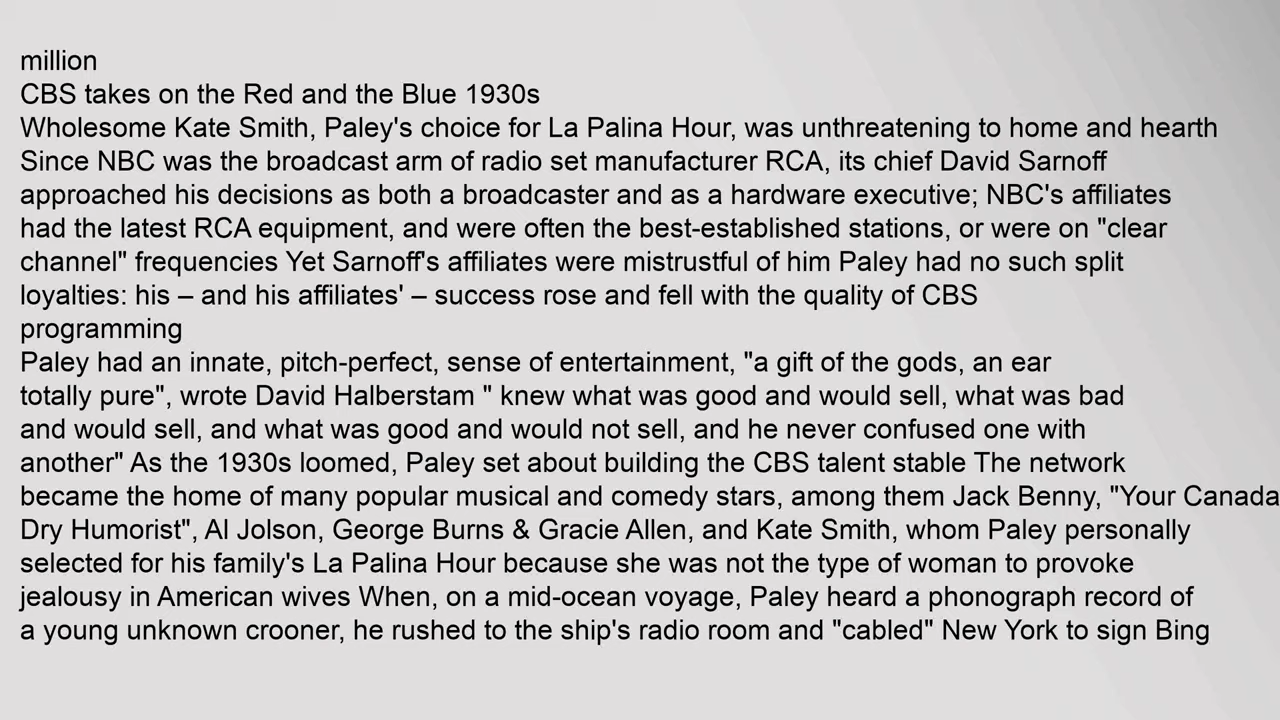 million
CBS takes on the Red and the Blue 1930s
Wholesome Kate Smith, Paley's choice for La Palina Hour, was unthreatening to home and hearth
Since NBC was the broadcast arm of radio set manufacturer RCA, its chief David Sarnoff
approached his decisions as both a broadcaster and as a hardware executive; NBC's affiliates
had the latest RCA equipment, and were often the best-established stations, or were on "clear
channel" frequencies Yet Sarnoff's affiliates were mistrustful of him Paley had no such split
loyalties: his – and his affiliates' – success rose and fell with the quality of CBS
programming
Paley had an innate, pitch-perfect, sense of entertainment, "a gift of the gods, an ear
totally pure", wrote David Halberstam " knew what was good and would sell, what was bad
and would sell, and what was good and would not sell, and he never confused one with
another" As the 1930s loomed, Paley set about building the CBS talent stable The network
became the home of many popular musical and comedy stars, among them Jack Benny, "Your Canada
Dry Humorist", Al Jolson, George Burns & Gracie Allen, and Kate Smith, whom Paley personally
selected for his family's La Palina Hour because she was not the type of woman to provoke
jealousy in American wives When, on a mid-ocean voyage, Paley heard a phonograph record of
a young unknown crooner, he rushed to the ship's radio room and "cabled" New York to sign Bing